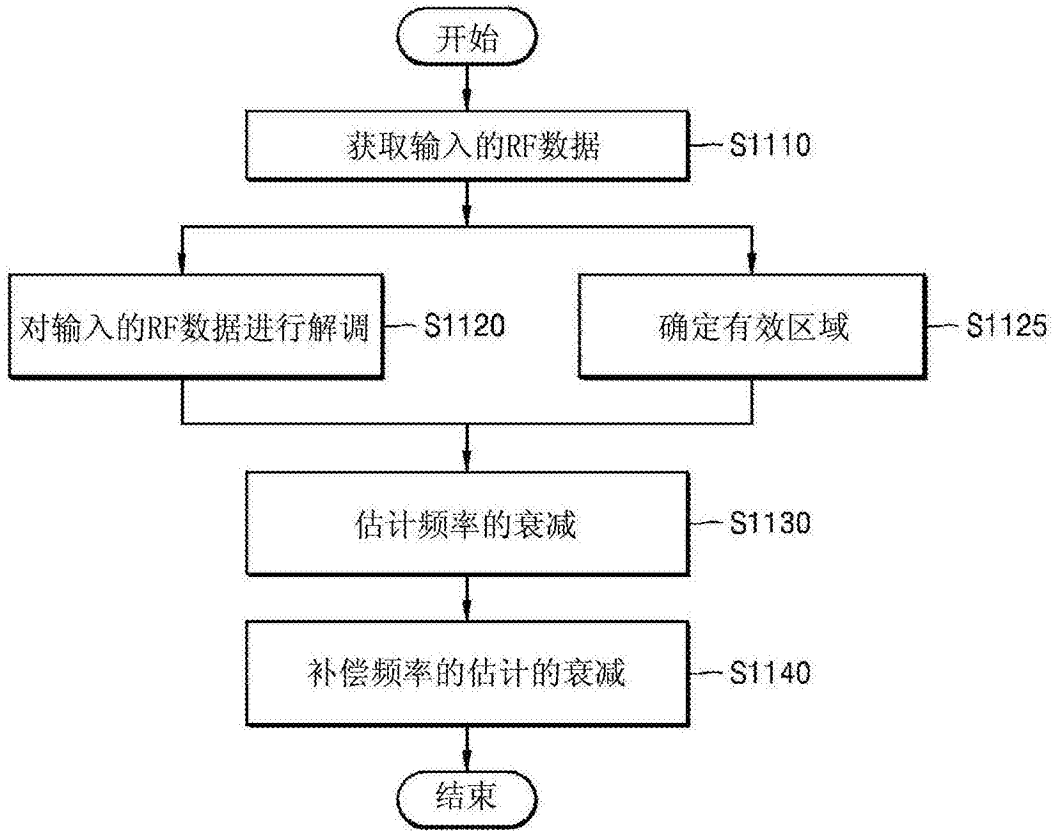 开始
获取输入的RF数据
S1110
对输入的RF数据进行解调
S1120
确定有效区域
S1125
估计频率的衰减
S1130
补偿频率的估计的衰减
S1140
结束